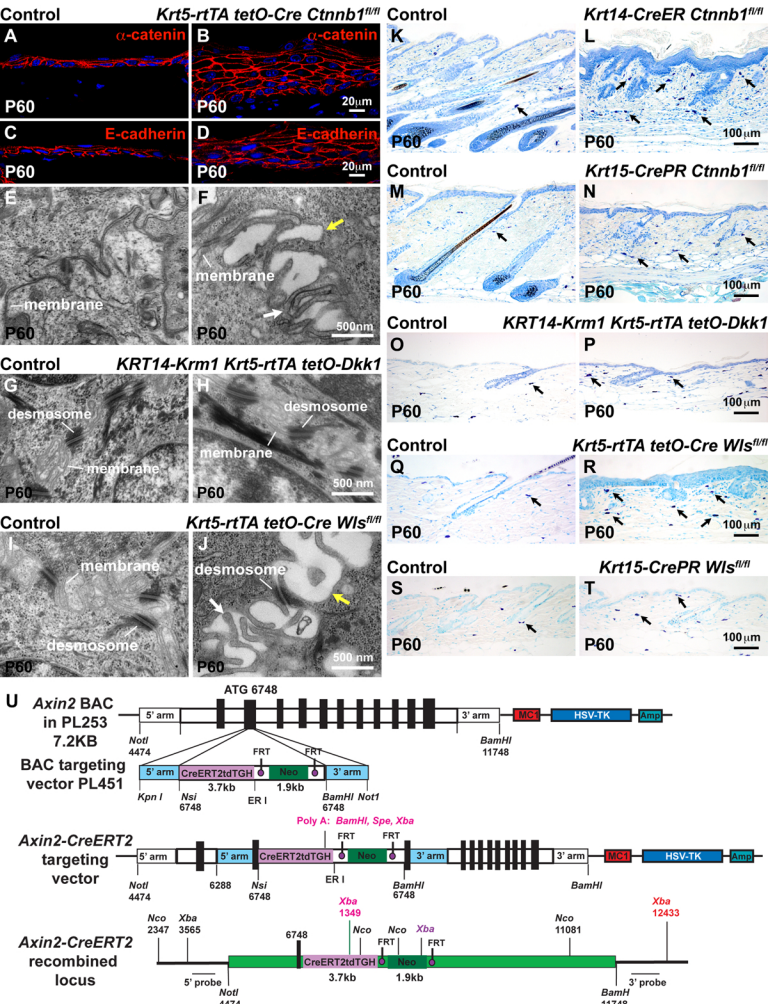 Control Krt5-rtTA tetO-Cre Ctnnb1fl/fl
A α-catenin B α-catenin
P60 P60 20μm
C E-cadherin D E-cadherin
P60 P60 20μm
E F
membrane membrane
P60 P60 500nm
Control KRT14-Krm1 Krt5-rtTA tetO-Dkk1
G H
desmosome desmosome
membrane membrane
P60 P60 500 nm
Control Krt5-rtTA tetO-Cre Wlsfl/fl
I J
membrane desmosome
desmosome
P60 P60 500 nm
Control Krt14-CreER Ctnnb1fl/fl
K L
P60 P60 100μm
Control Krt15-CrePR Ctnnb1fl/fl
M N
P60 P60 100μm
Control KRT14-Krm1 Krt5-rtTA tetO-Dkk1
O P
P60 P60 100μm
Control Krt5-rtTA tetO-Cre Wlsfl/fl
Q R
P60 P60 100μm
Control Krt15-CrePR Wlsfl/fl
S T
P60 P60 100μm
U ATG 6748
Axin2 BAC
in PL253
7.2KB
5' arm 3' arm MC1 HSV-TK Amp
NotI BamHI
4474 11748
FRT FRT
BAC targeting
vector PL451
5' arm CreERT2tdTGH Neo 3' arm
Kpn I Nsi 3.7kb 1.9kb BamHI Not1
6748 ER I 6748
Poly A: BamHI, Spe, Xba
Axin2-CreERT2
targeting
vector
FRT FRT
5' arm 5' arm CreERT2tdTGH Neo 3' arm 3' arm MC1 HSV-TK Amp
NotI 6288 Nsi ER I BamHI BamHI
4474 6748 6748
Xba Xba
1349 12433
Nco Xba Nco Nco Xba Nco
2347 3565 6748 FRT FRT 11081
Axin2-CreERT2
recombined
locus
CreERT2tdTGH Neo
5' probe 3.7kb 1.9kb 3' probe
NotI BamH
4474 11748